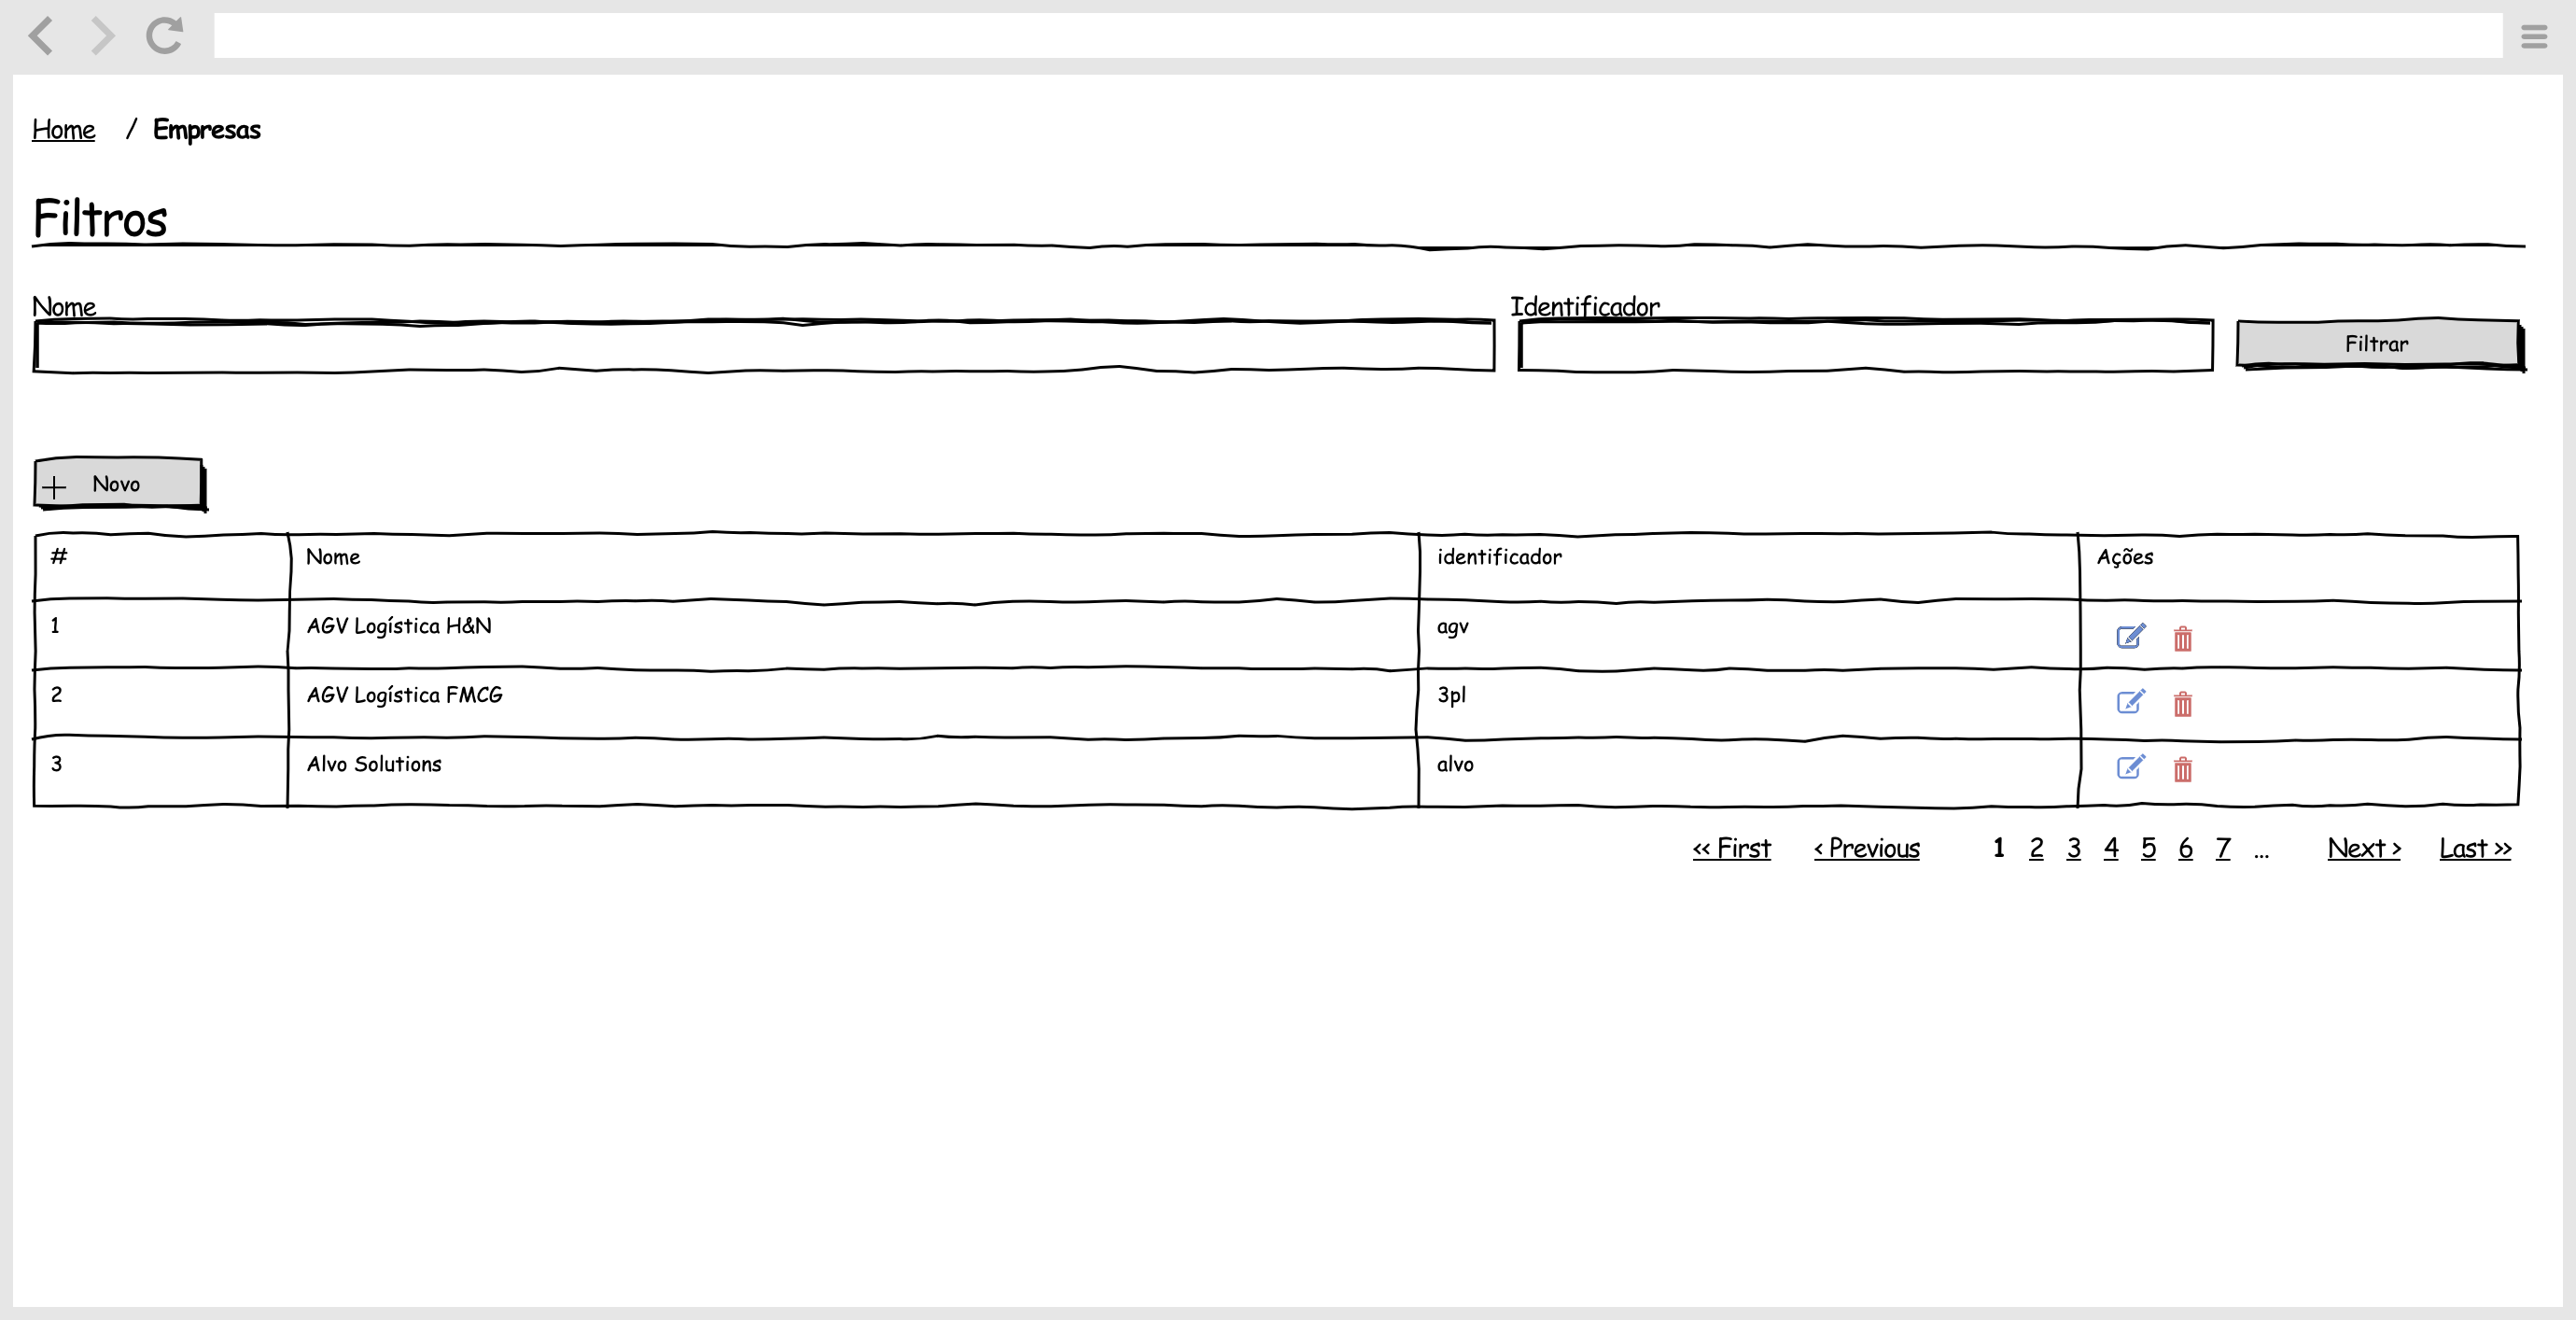 Home / Empresas
Filtros
Nome Identificador
Filtrar
Novo
# Nome identificador Ações
1 AGV Logística H&N agv
2 AGV Logística FMCG 3pl
3 Alvo Solutions alvo
<< First < Previous 1 2 3 4 5 6 7 ... Next > Last >>